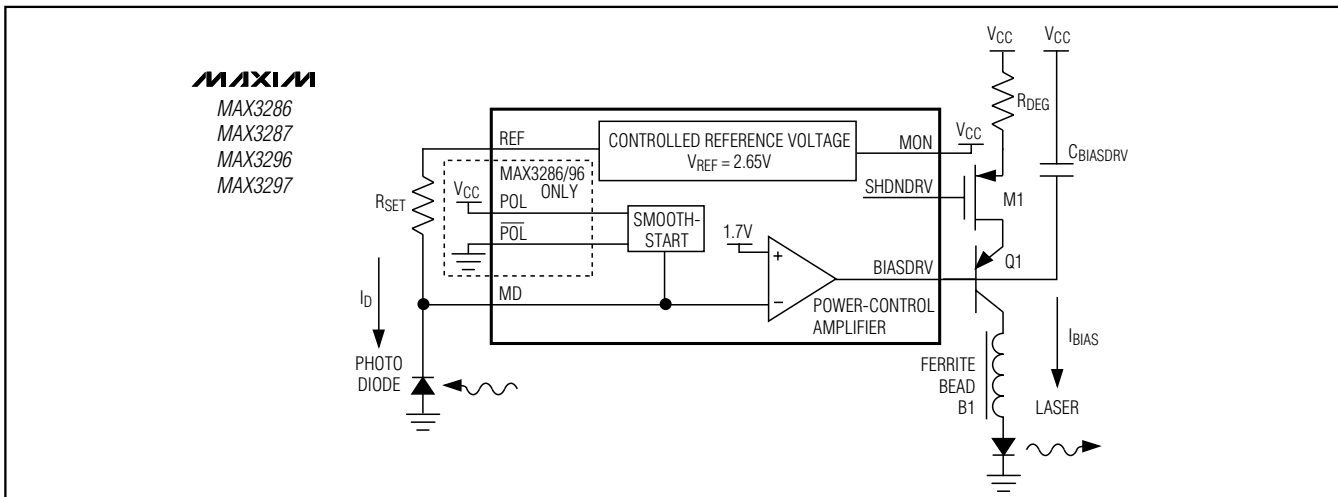 MAXIM
MAX3286
MAX3287
MAX3296
MAX3297
VCC
VCC
RDEG
REF
CONTROLLED REFERENCE VOLTAGE
VREF = 2.65V
MON
VCC
CBIASDRV
MAX3286/96
ONLY
VCC
POL
RSET
SMOOTH-
START
SHDNDRV
M1
POL
1.7V
+
BIASDRV
Q1
ID
MD
−
POWER-CONTROL
AMPLIFIER
IBIAS
PHOTO
DIODE
FERRITE
BEAD
B1
LASER